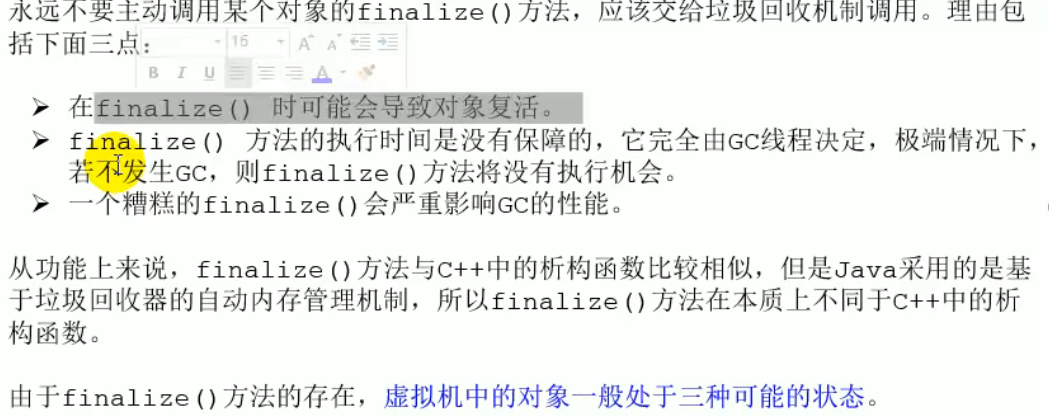 永远不要主动调用某个对象的finalize()方法，应该交给垃圾回收机制调用。理由包
括下面三点：
16
B I U A
➢ 在finalize() 时可能会导致对象复活。
➢ finalize() 方法的执行时间是没有保障的，它完全由GC线程决定，极端情况下，
若不发生GC，则finalize()方法将没有执行机会。
➢ 一个糟糕的finalize()会严重影响GC的性能。
从功能上来说，finalize()方法与C++中的析构函数比较相似，但是Java采用的是基
于垃圾回收器的自动内存管理机制，所以finalize()方法在本质上不同于C++中的析
构函数。
由于finalize()方法的存在，虚拟机中的对象一般处于三种可能的状态。